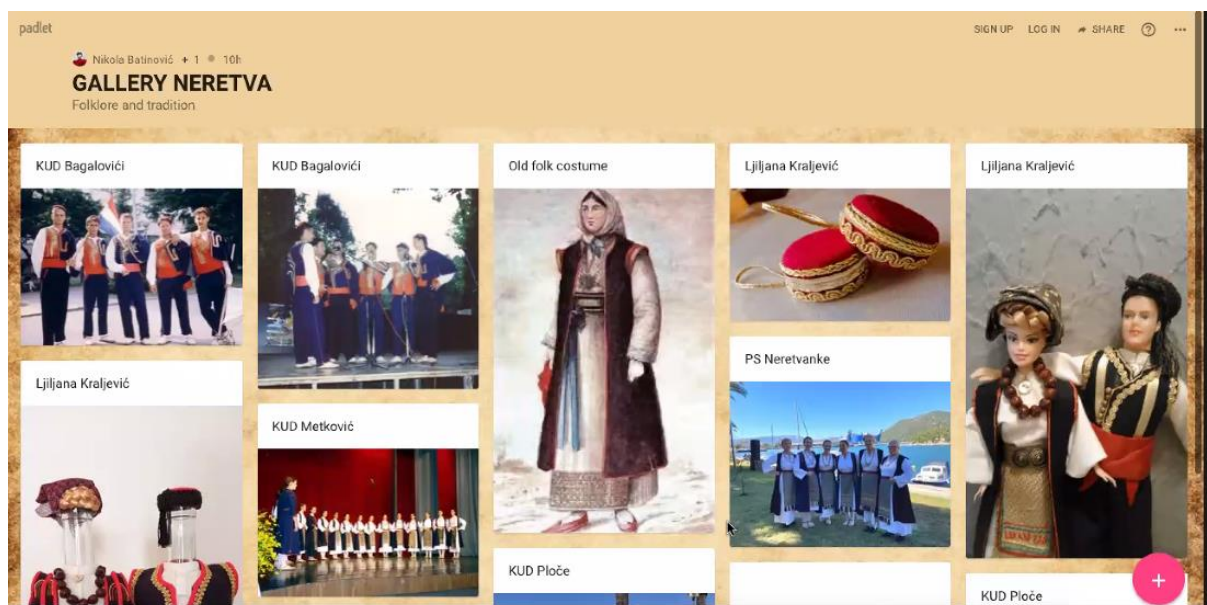 padlet
SIGN UP LOG IN SHARE
Nikola Batinović + 1 10h
GALLERY NERETVA
Folklore and tradition
KUD Bagalovići
Ljiljana Kraljević
KUD Bagalovići
KUD Metković
Old folk costume
KUD Ploče
Ljiljana Kraljević
PS Neretvanke
Ljiljana Kraljević
KUD Ploče